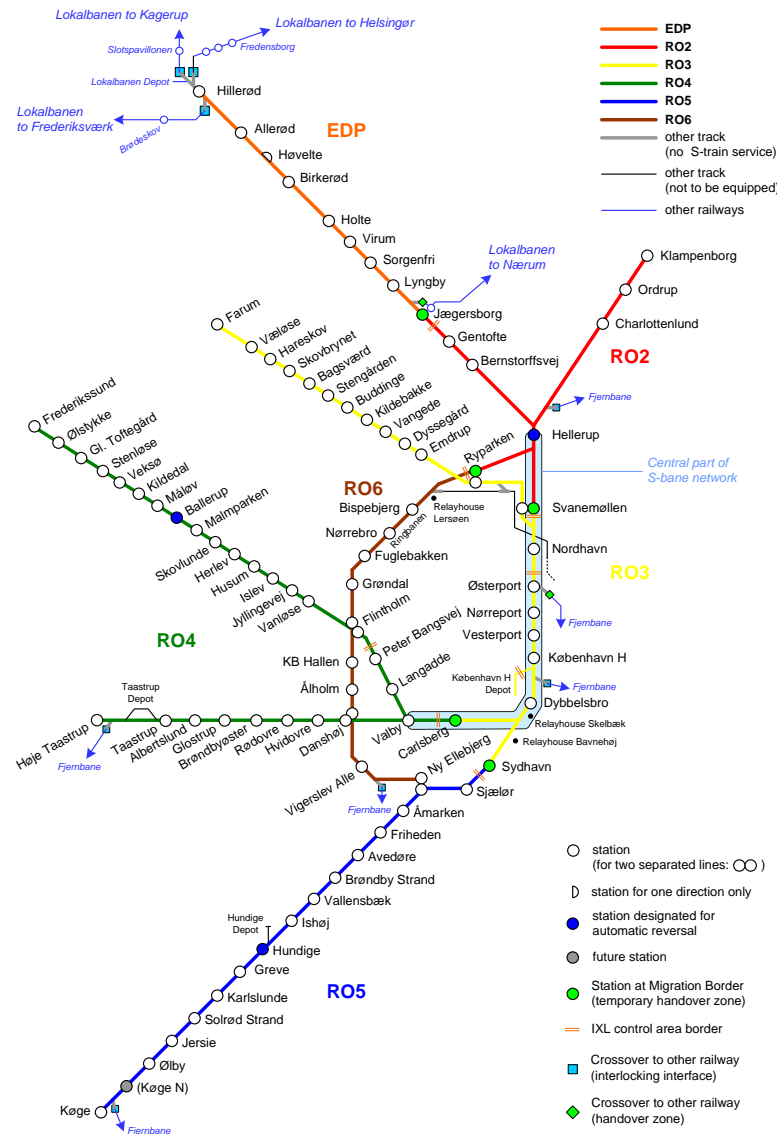 Lokalbanen to Kagerup
Lokalbanen to Helsingør
Slotspavillonen
Fredensborg
Lokalbanen Depot
Hillerød
Lokalbanen
to Frederiksværk
Brødeskov
EDP
Allerød
Høvelte
Birkerød
Holte
Virum
Sorgenfri
Lyngby
Lokalbanen
to Nærum
Jægersborg
Gentofte
Bernstorffsvej
EDP
RO2
RO3
RO4
RO5
RO6
other track
(no S-train service)
other track
(not to be equipped)
other railways
Klampenborg
Ordrup
Charlottenlund
RO2
Fjernbane
Hellerup
Central part of
S-bane network
Farum
Væløse
Hareskov
Skovbrynet
Bagsværd
Stengården
Buddinge
Kildebakke
Vangede
Dyssegård
Emdrup
Ryparken
Svanemøllen
Nordhavn
RO3
Østerport
Nørreport
Fjernbane
Vesterport
København H
København H
Depot
Fjernbane
Dybbelsbro
Relayhouse Skelbæk
Relayhouse Bavnehøj
Frederikssund
Ølstykke
Gl. Toftegård
Stenløse
Veksø
Kildedal
Måløv
Ballerup
Malmparken
Skovlunde
Herlev
Husum
Islev
Jyllingevej
Vanløse
Flintholm
Peter Bangsvej
Langadde
RO4
RO6
Relayhouse
Lersøen
Ringbanen
Bispebjerg
Nørrebro
Fuglebakken
Grøndal
KB Hallen
Ålholm
Taastrup
Depot
Høje Taastrup
Taastrup
Albertslund
Glostrup
Brøndbyøster
Rødovre
Hvidovre
Danshøj
Valby
Carlsberg
Fjernbane
Vigerslev Alle
Ny Ellebjerg
Fjernbane
Sydhavn
Sjælør
Åmarken
Friheden
Avedøre
Brøndby Strand
Vallensbæk
Ishøj
Hundige
Depot
Hundige
Greve
RO5
Karlslunde
Solrød Strand
Jersie
Ølby
(Køge N)
Køge
Fjernbane
station
(for two separated lines: )
station for one direction only
station designated for
automatic reversal
future station
Station at Migration Border
(temporary handover zone)
IXL control area border
Crossover to other railway
(interlocking interface)
Crossover to other railway
(handover zone)